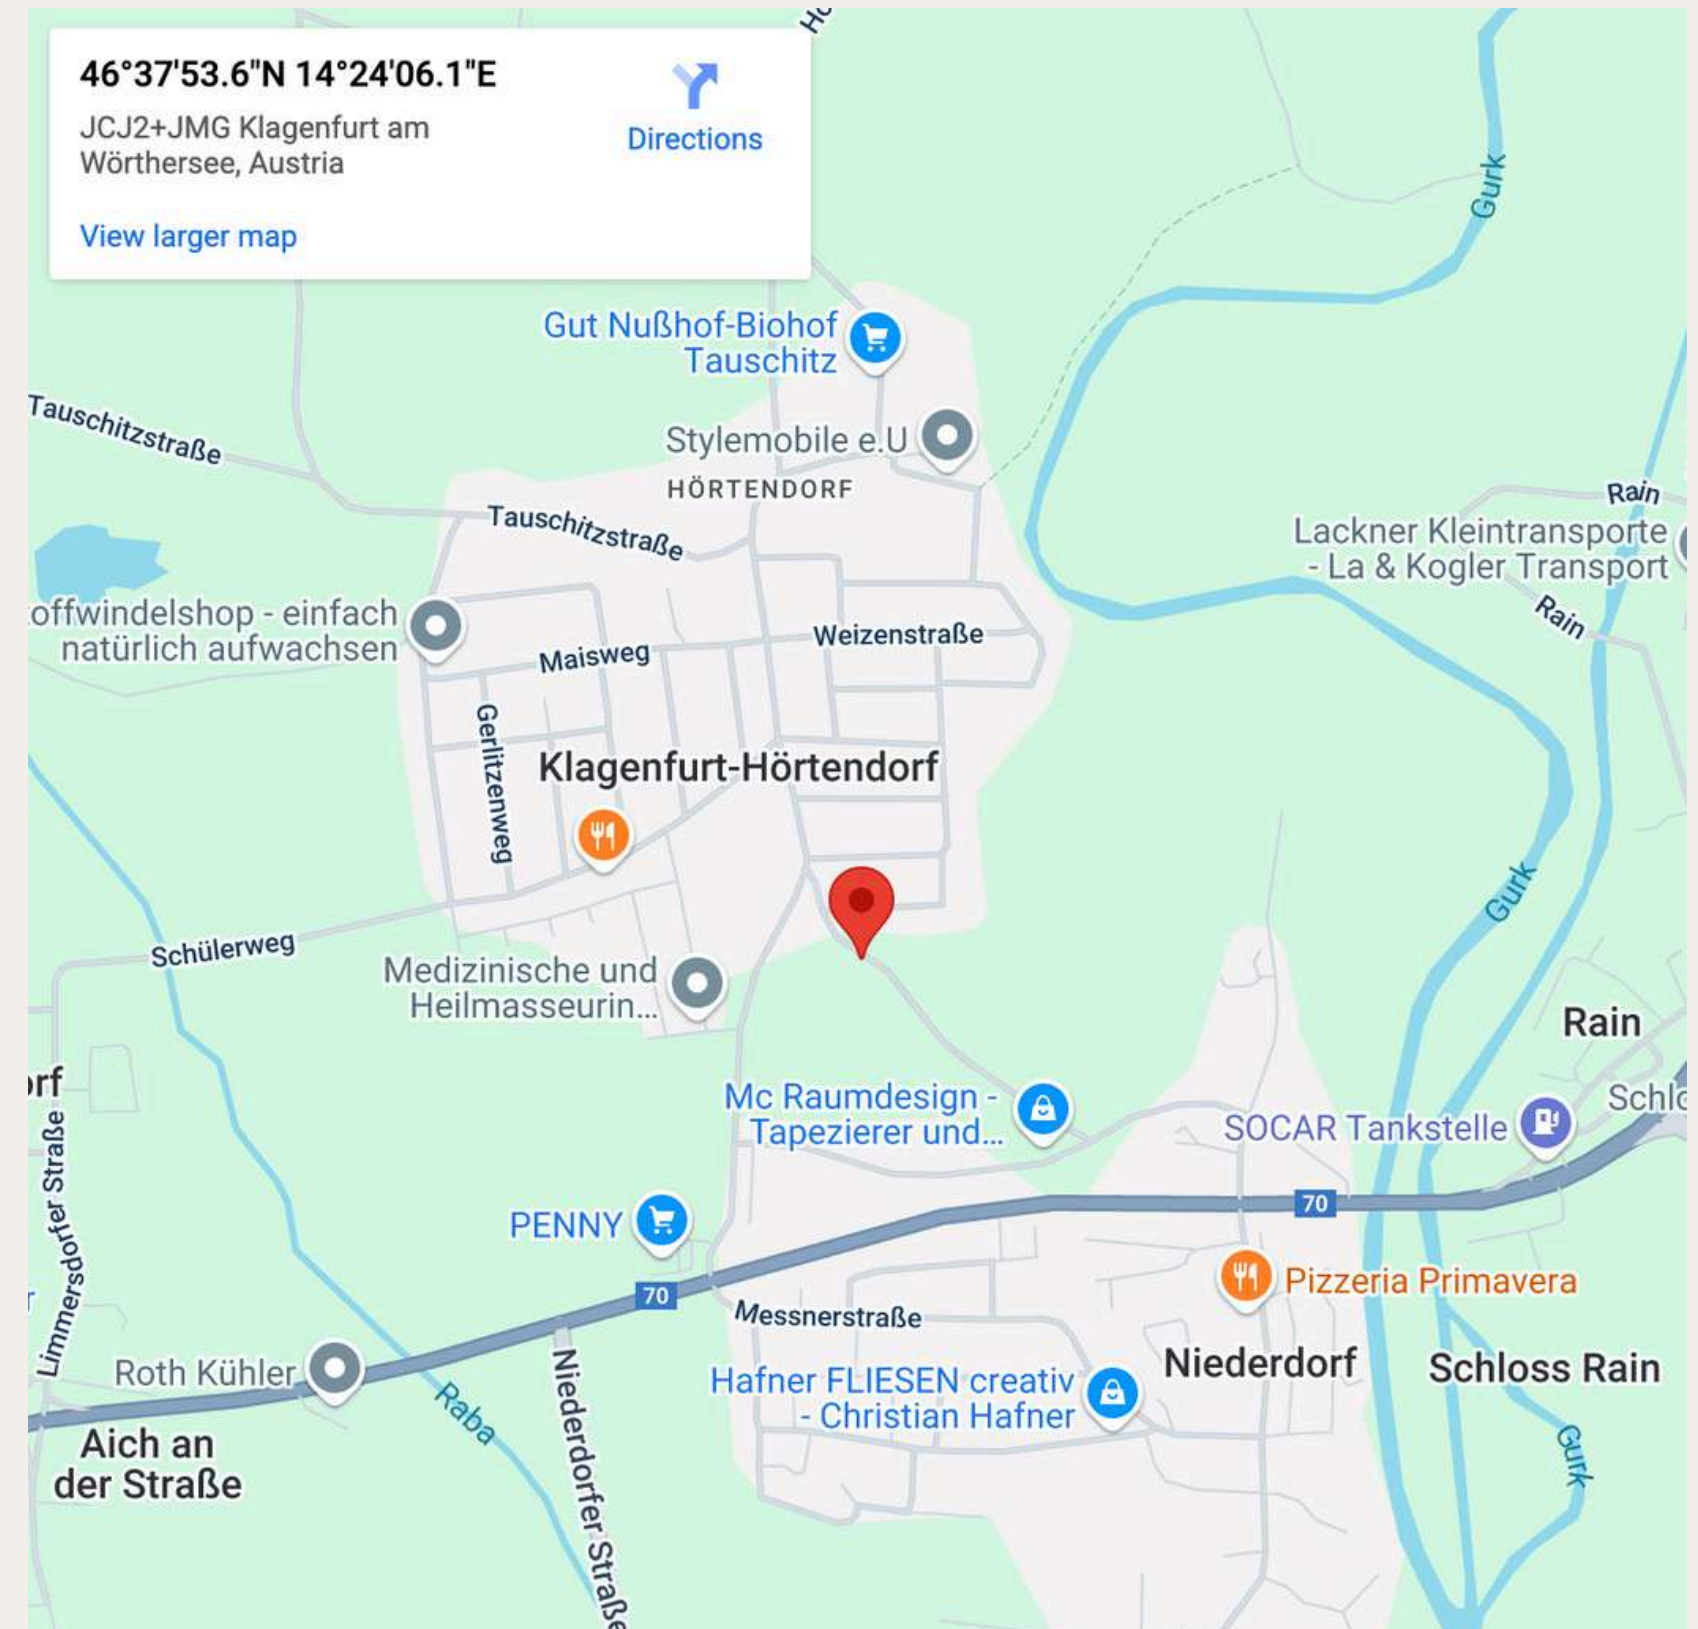 Hö
46°37'53.6"N 14°24'06.1"E
JCJ2+JMG Klagenfurt am
Wörthersee, Austria
Directions
View larger map
Gurk
Gut Nußhof-Biohof
Tauschitz
Tauschitzstraße
Stylemobile e.U
HÖRTENDORF
Rain
Tauschitzstraße
Lackner Kleintransporte
- La & Kogler Transport
offwindelshop - einfach
natürlich aufwachsen
Rain
Weizenstraße
Maisweg
Gerlitzenweg
Klagenfurt-Hörtendorf
Gurk
Schülerweg
Medizinische und
Heilmasseurin...
Rain
orf
Mc Raumdesign -
Tapezierer und...
SOCAR Tankstelle
Schlo
Limmersdorfer Straße
PENNY
70
70
Pizzeria Primavera
r
Messnerstraße
Niederdorf
Schloss Rain
Roth Kühler
Hafner FLIESEN creativ
- Christian Hafner
Raba
Aich an
der Straße
Niederdorfer Straße
Gurk